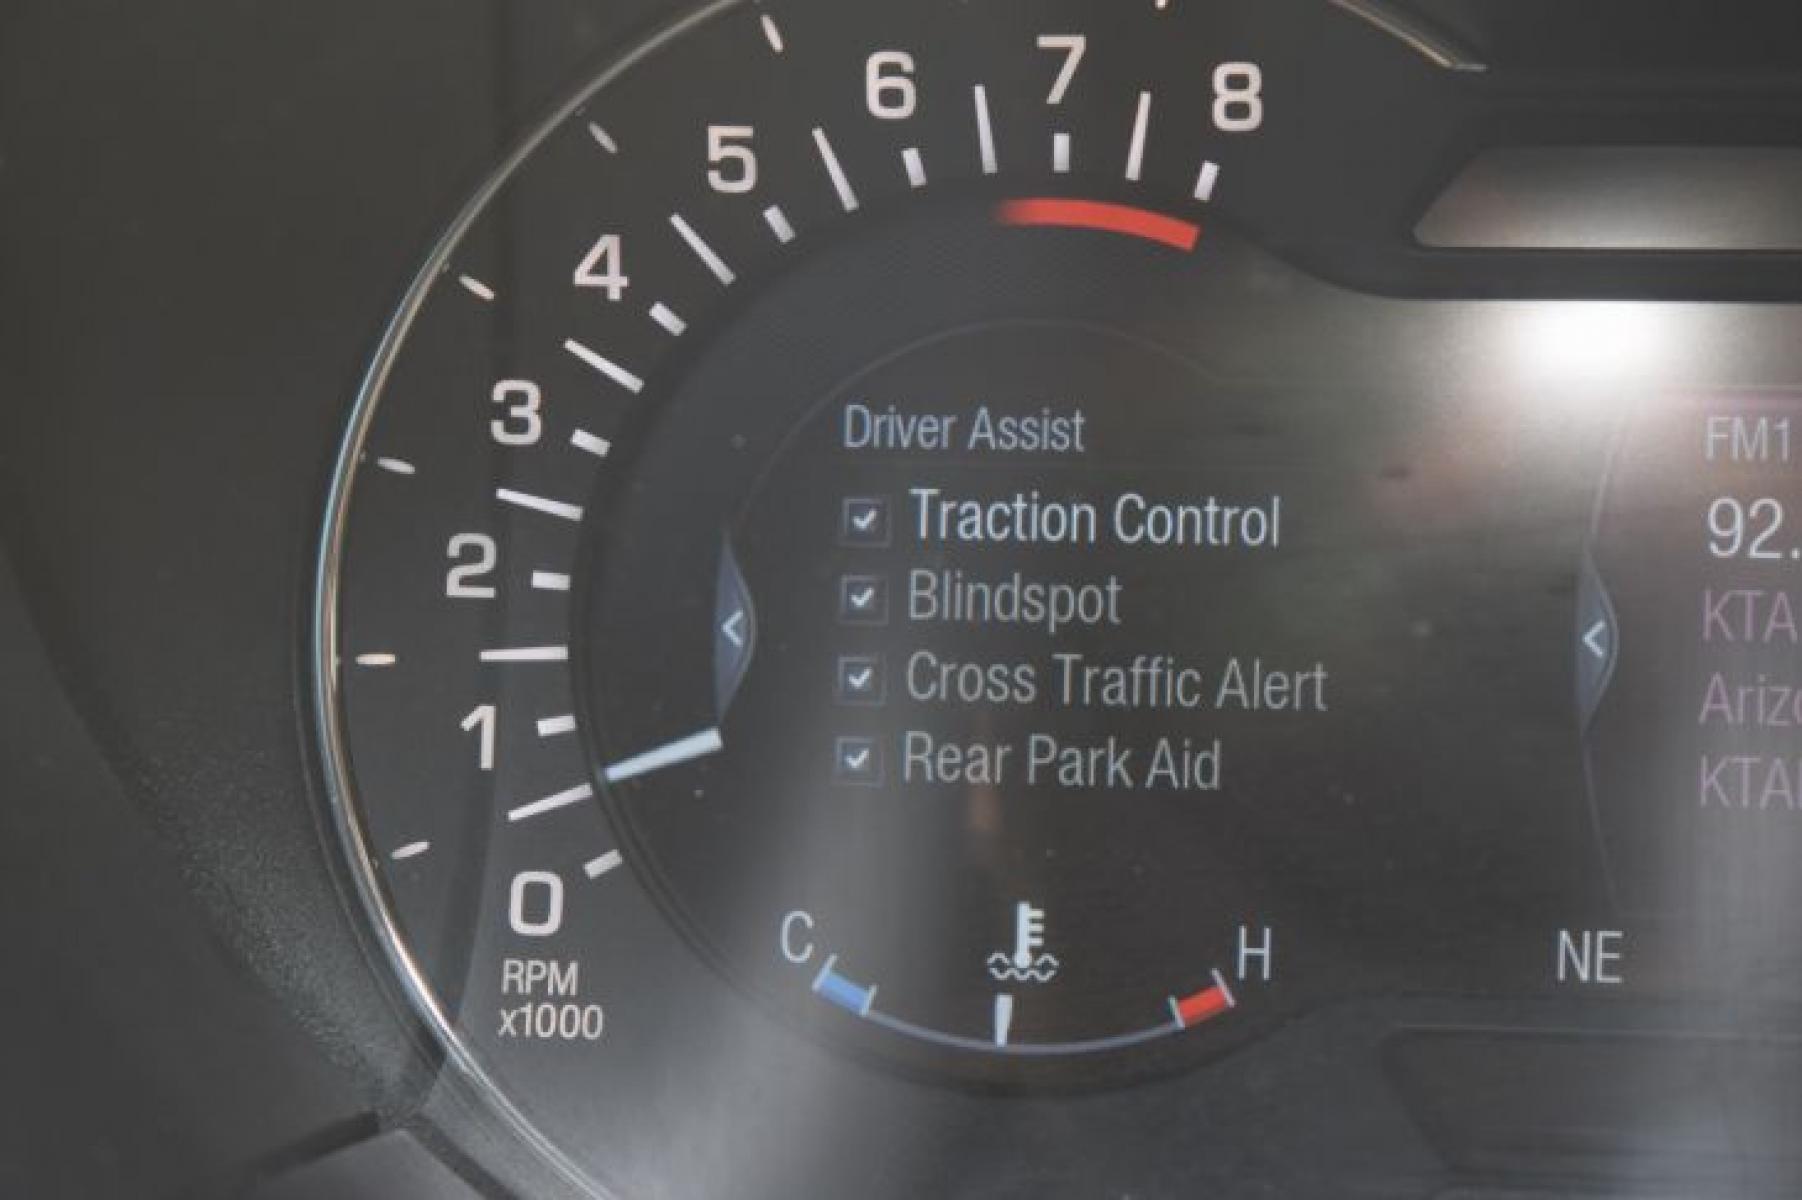 8
7
6
5
4
3
2
1
0
RPM
x1000
Driver Assist
Traction Control
Blindspot
Cross Traffic Alert
Rear Park Aid
C
H
NE
FM1
92.
KTA
Ariz
KTA